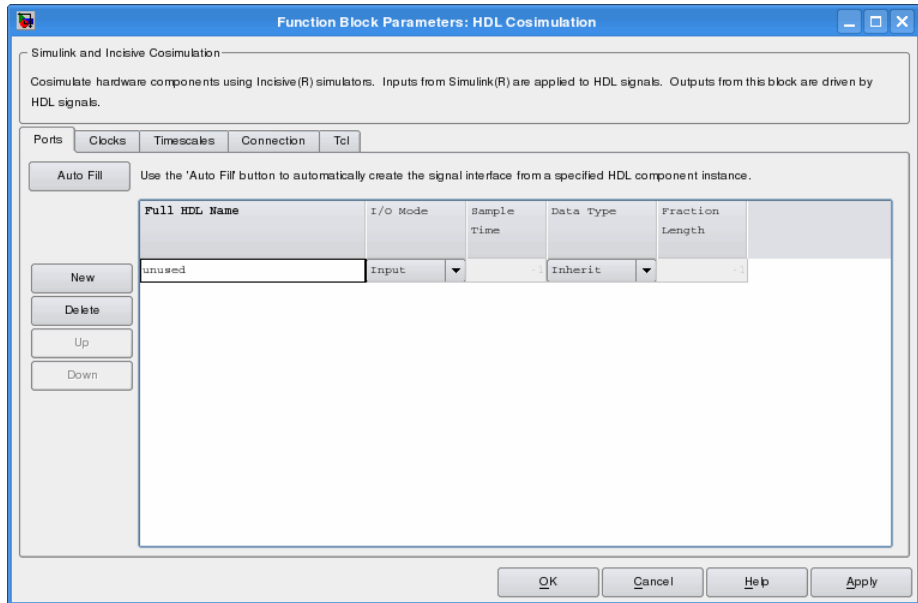 Function Block Parameters: HDL Cosimulation
Simulink and Incisive Cosimulation
Cosimulate hardware components using Incisive(R) simulators. Inputs from Simulink(R) are applied to HDL signals. Outputs from this block are driven by
HDL signals.
Ports Clocks Timescales Connection Tcl
Auto Fill Use the 'Auto Fill' button to automatically create the signal interface from a specified HDL component instance.
Full HDL Name I/O Mode Sample Data Type Fraction
Time Length
unused Input -1 Inherit -1
New
Delete
Up
Down
OK Cancel Help Apply